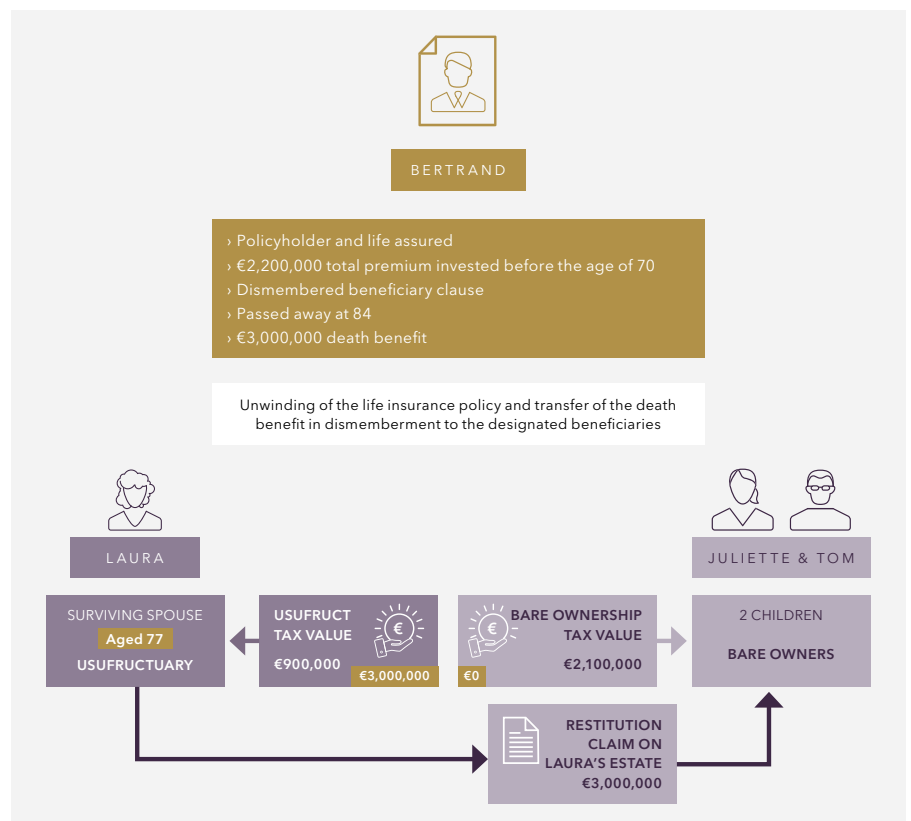 BERTRAND
› Policyholder and life assured
› €2,200,000 total premium invested before the age of 70
› Dismembered beneficiary clause
› Passed away at 84
› €3,000,000 death benefit
Unwinding of the life insurance policy and transfer of the death
benefit in dismemberment to the designated beneficiaries
LAURA
JULIETTE & TOM
SURVIVING SPOUSE
Aged 77
USUFRUCTUARY
USUFRUCT
TAX VALUE
€900,000
€
€3,000,000
€
BARE OWNERSHIP
TAX VALUE
€2,100,000
€0
2 CHILDREN
BARE OWNERS
RESTITUTION
CLAIM ON
LAURA’S ESTATE
€3,000,000